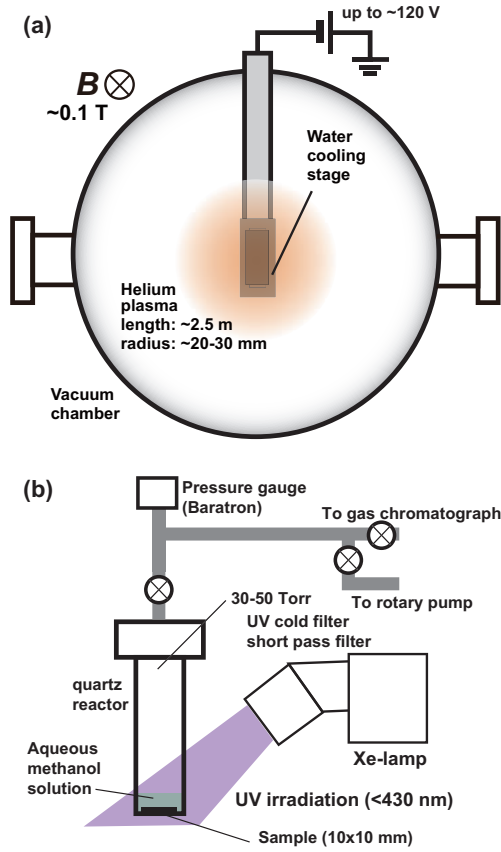 (a)
up to ~120 V
B
~0.1 T
Water
cooling
stage
Helium
plasma
length: ~2.5 m
radius: ~20-30 mm
Vacuum
chamber
(b)
Pressure gauge
(Baratron)
To gas chromatograph
To rotary pump
30-50 Torr
UV cold filter
short pass filter
quartz
reactor
Xe-lamp
Aqueous
methanol
solution
UV irradiation (<430 nm)
Sample (10x10 mm)